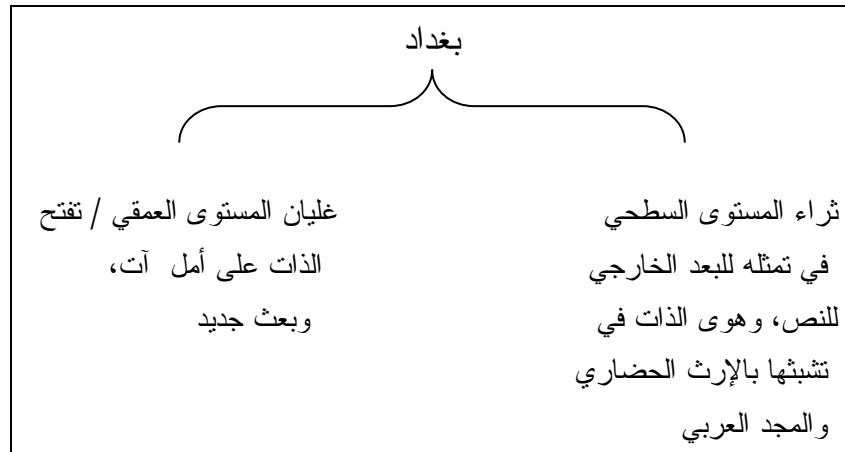 بغداد
ثراء المستوى السطحي
في تمثله للبعد الخارجي
للنص، وهوى الذات في
تشبثها بالإرث الحضاري
والمجد العربي
غليان المستوى العمقي / تفتح
الذات على أمل آت،
وبعث جديد